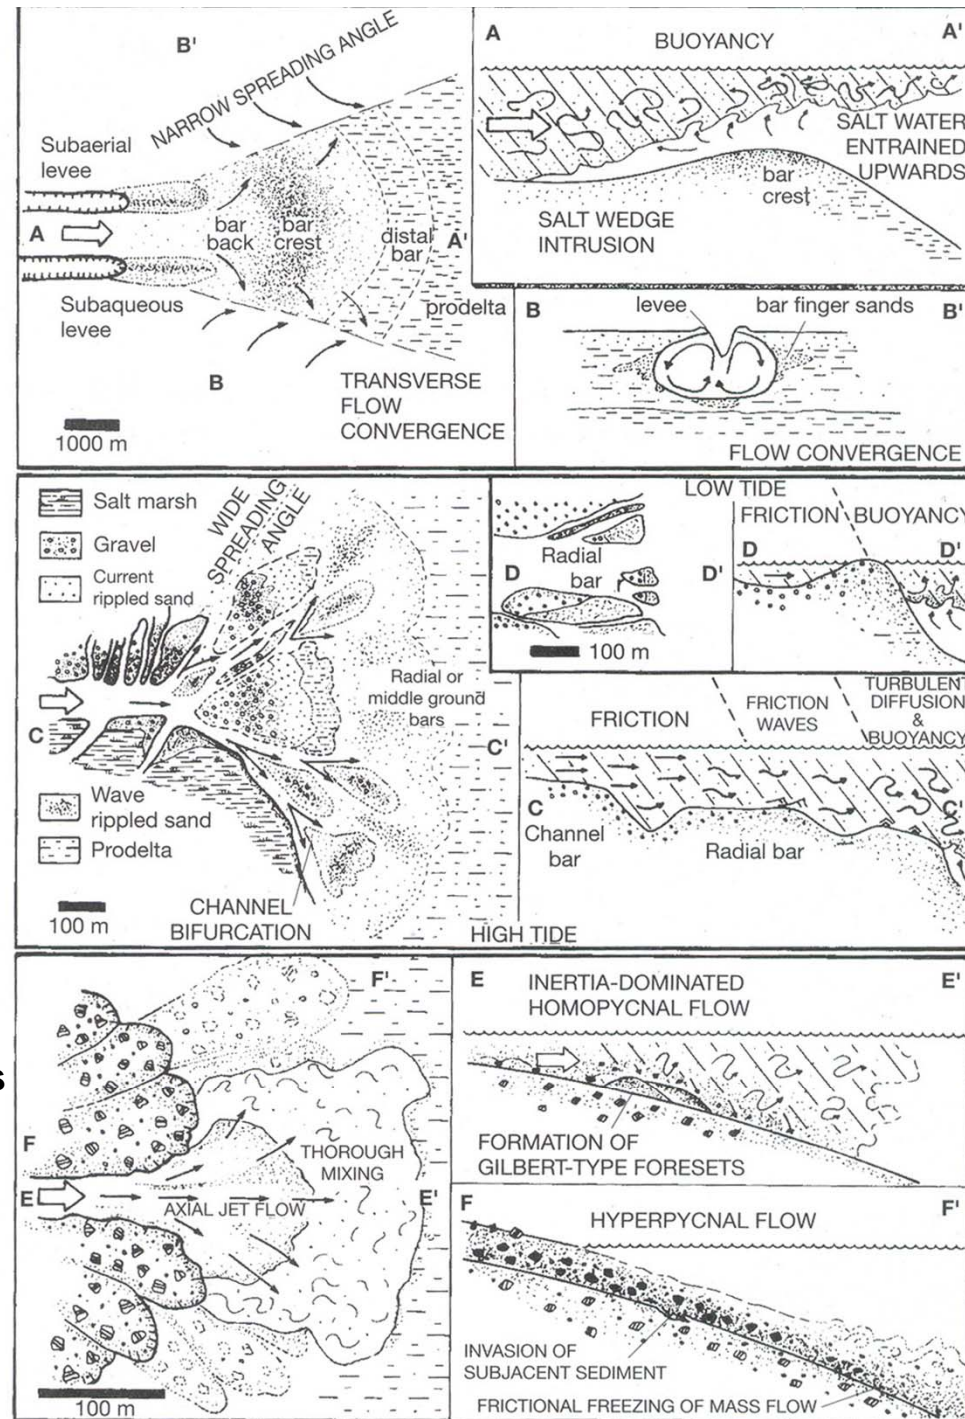 B'
NARROW SPREADING ANGLE
Subaerial
levee
A
bar
back
bar
crest
distal
bar
A'
prodelta
Subaqueous
levee
B
TRANSVERSE
FLOW
CONVERGENCE
1000 m
A
BUOYANCY
A'
SALT WATER
ENTRAINED
UPWARDS
bar
crest
SALT WEDGE
INTRUSION
B
levee
bar finger sands
B'
FLOW CONVERGENCE
Salt marsh
Gravel
Current
rippled sand
WIDE
SPREADING
ANGLE
Radial or
middle ground
bars
C
C'
Wave
rippled sand
Prodelta
100 m
CHANNEL
BIFURCATION
HIGH TIDE
LOW TIDE
Radial
bar
D
D'
100 m
FRICTION
BUOYANCY
D
D'
FRICTION
FRICTION
WAVES
TURBULENT
DIFFUSION
&
BUOYANCY
C
Channel
bar
Radial bar
C'
F'
F
THOROUGH
MIXING
E
AXIAL JET FLOW
E'
100 m
E
INERTIA-DOMINATED
HOMOPYCNAL FLOW
E'
FORMATION OF
GILBERT-TYPE FORESETS
F
HYPERPYCNAL FLOW
F'
INVASION OF
SUBJACENT SEDIMENT
FRICTIONAL FREEZING OF MASS FLOW
s